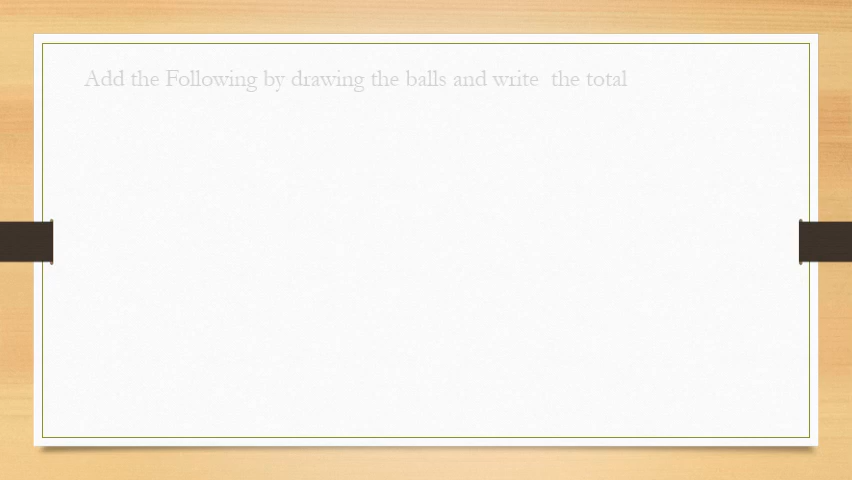 Add the Following by drawing the balls and write  the total